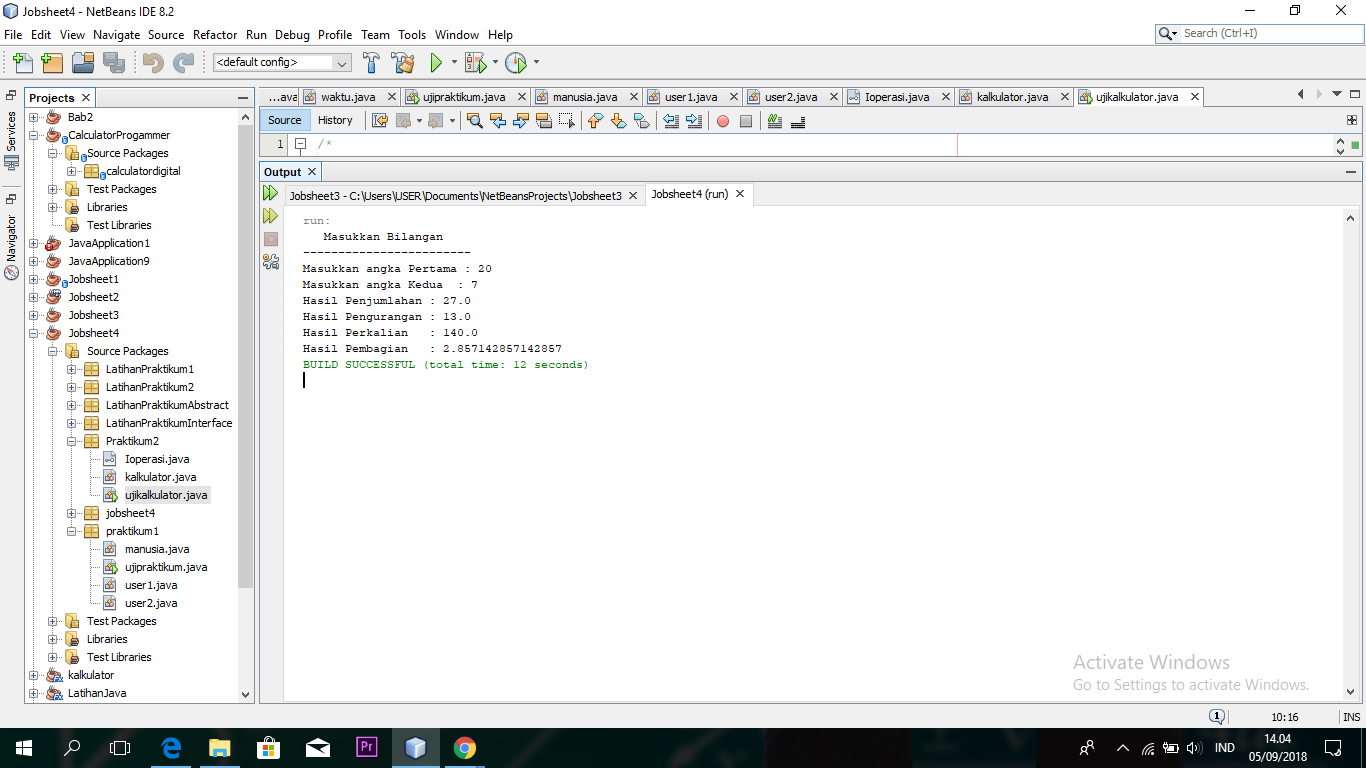 Jobsheet4 - NetBeans IDE 8.2
File Edit View Navigate Source Refactor Run Debug Profile Team Tools Window Help
Search (Ctrl+I)
<default config>
Projects
Services
Navigator
Bab2
CalculatorProgammer
Source Packages
calculatordigital
Test Packages
Libraries
Test Libraries
JavaApplication1
JavaApplication9
Jobsheet1
Jobsheet2
Jobsheet3
Jobsheet4
Source Packages
LatihanPraktikum1
LatihanPraktikum2
LatihanPraktikumAbstract
LatihanPraktikumInterface
Praktikum2
Ioperasi.java
kalkulator.java
ujikalkulator.java
jobsheet4
praktikum1
manusia.java
ujipraktikum.java
user1.java
user2.java
Test Packages
Libraries
Test Libraries
kalkulator
LatihanJava
...ava waktu.java ujipraktikum.java manusia.java user1.java user2.java Ioperasi.java kalkulator.java ujikalkulator.java
Source History
1 /*
Output
Jobsheet3 - C:\Users\USER\Documents\NetBeansProjects\Jobsheet3 Jobsheet4 (run)
run:
Masukkan Bilangan
------------------------
Masukkan angka Pertama : 20
Masukkan angka Kedua : 7
Hasil Penjumlahan : 27.0
Hasil Pengurangan : 13.0
Hasil Perkalian : 140.0
Hasil Pembagian : 2.857142857142857
BUILD SUCCESSFUL (total time: 12 seconds)
Activate Windows
Go to Settings to activate Windows.
1 10:16 INS
Pr
IND
14.04
05/09/2018